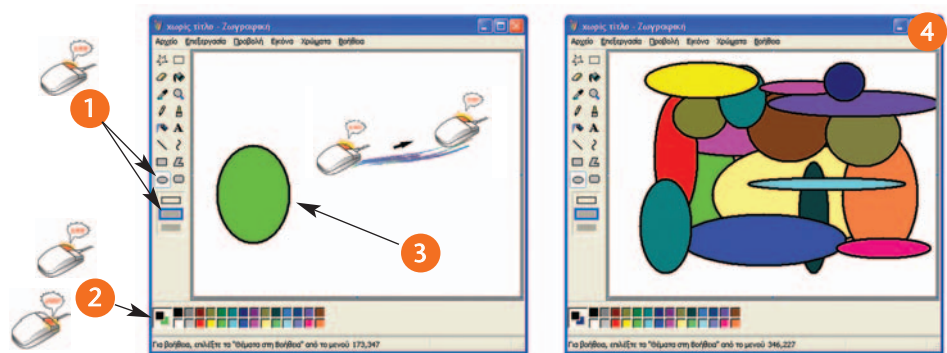 χωρίς τίτλο - Ζωγραφική
Αρχείο Επεξεργασία Προβολή Εικόνα Χρώματα Βοήθεια
A
1
2
3
Για βοήθεια, επιλέξτε το "Θέματα στη Βοήθεια" από το μενού 173,347
χωρίς τίτλο - Ζωγραφική
4
Αρχείο Επεξεργασία Προβολή Εικόνα Χρώματα Βοήθεια
A
Για βοήθεια, επιλέξτε το "Θέματα στη Βοήθεια" από το μενού 346,227